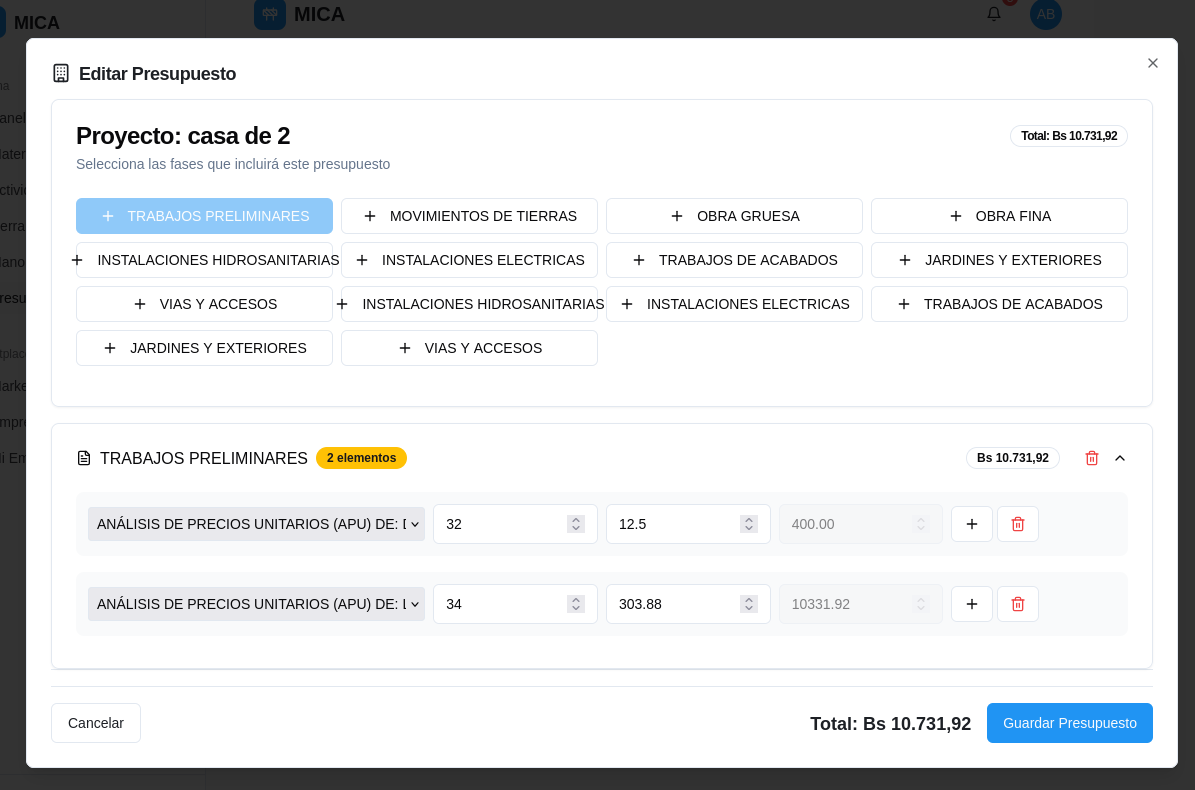 MICA
MICA
AB
Editar Presupuesto
Proyecto: casa de 2
Total: Bs 10.731,92
Selecciona las fases que incluirá este presupuesto
TRABAJOS PRELIMINARES
MOVIMIENTOS DE TIERRAS
OBRA GRUESA
OBRA FINA
INSTALACIONES HIDROSANITARIAS
INSTALACIONES ELECTRICAS
TRABAJOS DE ACABADOS
JARDINES Y EXTERIORES
VIAS Y ACCESOS
INSTALACIONES HIDROSANITARIAS
INSTALACIONES ELECTRICAS
TRABAJOS DE ACABADOS
JARDINES Y EXTERIORES
VIAS Y ACCESOS
TRABAJOS PRELIMINARES
2 elementos
Bs 10.731,92
ANÁLISIS DE PRECIOS UNITARIOS (APU) DE:
32
12.5
400.00
ANÁLISIS DE PRECIOS UNITARIOS (APU) DE:
34
303.88
10331.92
Cancelar
Total: Bs 10.731,92
Guardar Presupuesto